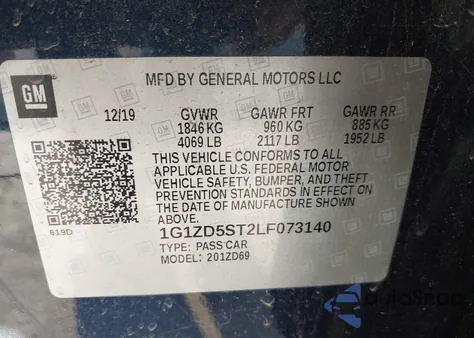 GM
MFD BY GENERAL MOTORS LLC
12/19 GVWR GAWR FRT GAWR RR
1846 KG 960 KG 885 KG
4069 LB 2117 LB 1952 LB
THIS VEHICLE CONFORMS TO ALL
APPLICABLE U.S. FEDERAL MOTOR
VEHICLE SAFETY, BUMPER, AND THEFT
PREVENTION STANDARDS IN EFFECT ON
THE DATE OF MANUFACTURE SHOWN
ABOVE.
619D
1G1ZD5ST2LF073140
TYPE: PASS CAR
MODEL: 201ZD69
AutoSnap